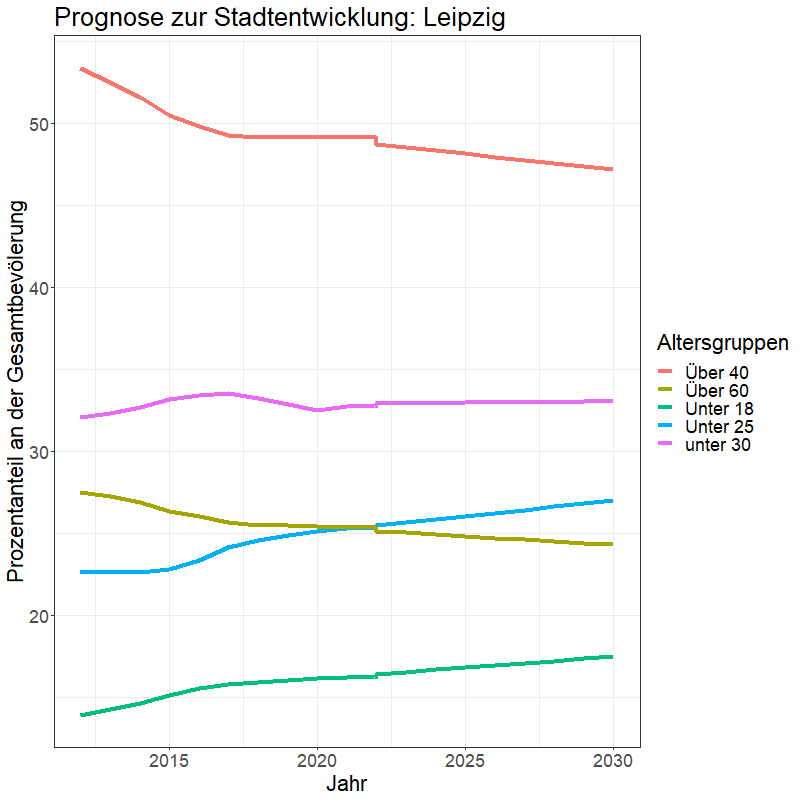 Prognose zur Stadtentwicklung: Leipzig
Prozentanteil an der Gesamtbevölerung
50
40
30
20
2015
2020
2025
2030
Jahr
Altersgruppen
Über 40
Über 60
Unter 18
Unter 25
unter 30